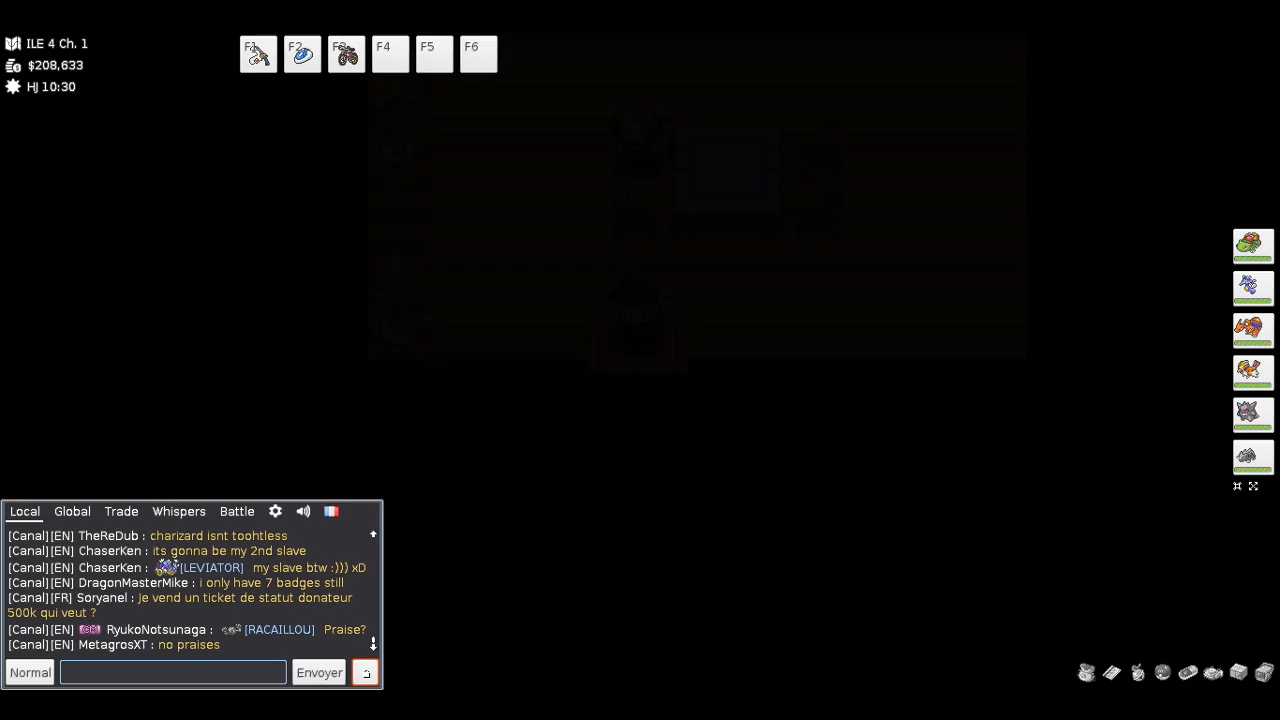 ILE 4 Ch. 1
$208,633
HJ 10:30
F1 F2 F3 F4 F5 F6
Local Global Trade Whispers Battle
[Canal][EN] TheReDub : charizard isnt toohtless
[Canal][EN] ChaserKen : its gonna be my 2nd slave
[Canal][EN] ChaserKen : [LEVIATOR] my slave btw :))) xD
[Canal][EN] DragonMasterMike : i only have 7 badges still
[Canal][FR] Soryanel : Je vend un ticket de statut donateur
500k qui veut ?
[Canal][EN] RyukoNotsunaga : [RACAILLOU] Praise?
[Canal][EN] MetagrosXT : no praises
Normal Envoyer